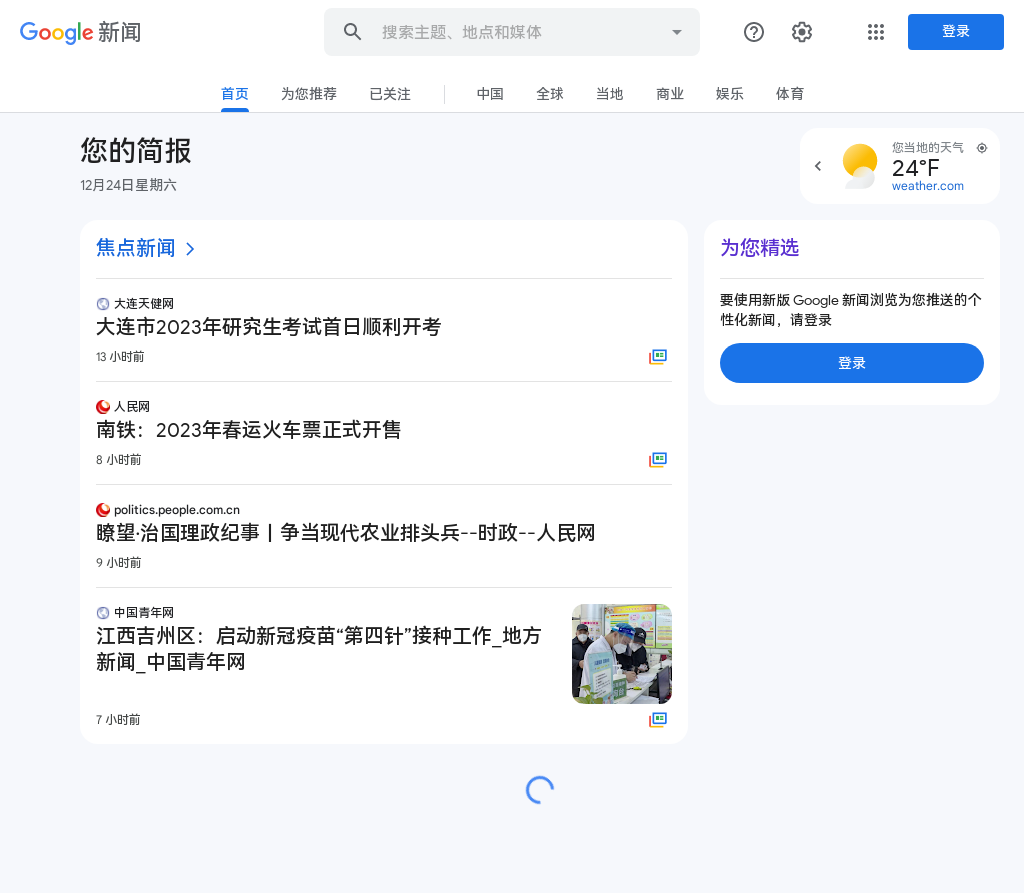 Google 新闻
搜索主题、地点和媒体
登录
首页
为您推荐
已关注
中国
全球
当地
商业
娱乐
体育
您的简报
12月24日星期六
您当地的天气
24°F
weather.com
焦点新闻
大连天健网
大连市2023年研究生考试首日顺利开考
13 小时前
人民网
南铁：2023年春运火车票正式开售
8 小时前
politics.people.com.cn
瞭望·治国理政纪事丨争当现代农业排头兵--时政--人民网
9 小时前
中国青年网
江西吉州区：启动新冠疫苗“第四针”接种工作_地方
新闻_中国青年网
7 小时前
为您精选
要使用新版 Google 新闻浏览为您推送的个
性化新闻，请登录
登录